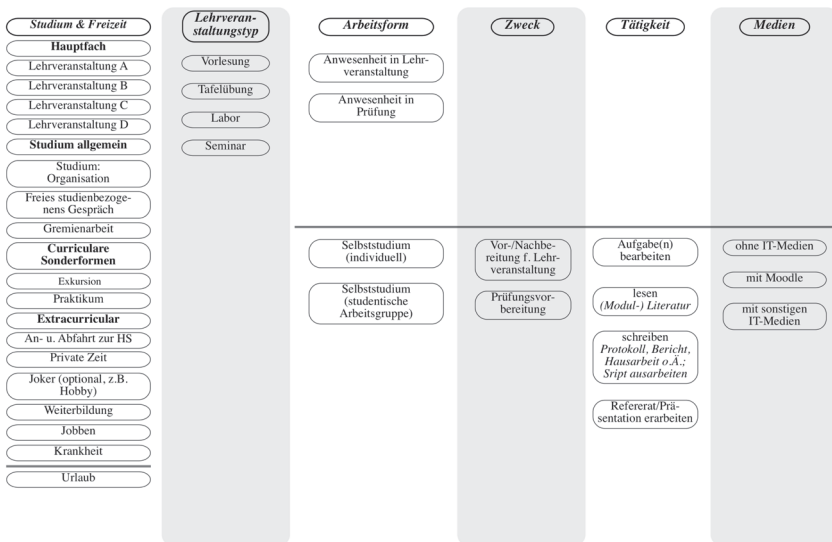 Studium & Freizeit
Hauptfach
Lehrveranstaltung A
Lehrveranstaltung B
Lehrveranstaltung C
Lehrveranstaltung D
Studium allgemein
Studium:
Organisation
Freies studienbezoge-
nens Gespräch
Gremienarbeit
Curriculare
Sonderformen
Exkursion
Praktikum
Extracurricular
An- u. Abfahrt zur HS
Private Zeit
Joker (optional, z.B.
Hobby)
Weiterbildung
Jobben
Krankheit
Urlaub
Lehrveran-
staltungstyp
Vorlesung
Tafelübung
Labor
Seminar
Arbeitsform
Anwesenheit in Lehr-
veranstaltung
Anwesenheit in
Prüfung
Selbststudium
(individuell)
Selbststudium
(studentische
Arbeitsgruppe)
Zweck
Vor-/Nachbe-
reitung f. Lehr-
veranstaltung
Prüfungsvor-
bereitung
Tätigkeit
Aufgabe(n)
bearbeiten
lesen
(Modul-) Literatur
schreiben
Protokoll, Bericht,
Hausarbeit o.Ä.;
Sript ausarbeiten
Refererat/Prä-
sentation erarbeiten
Medien
ohne IT-Medien
mit Moodle
mit sonstigen
IT-Medien